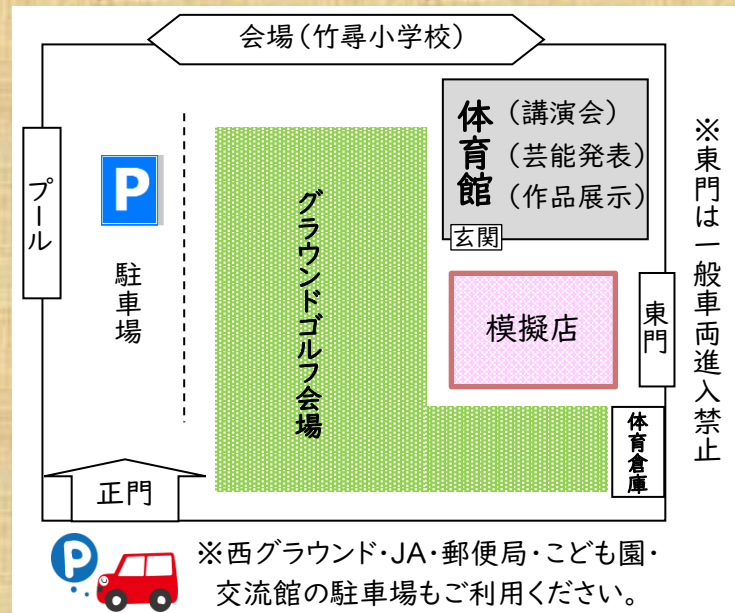 会場(竹尋小学校)
体育館
(講演会)
(芸能発表)
(作品展示)
玄関
プール
P
駐車場
グラウンドゴルフ会場
模擬店
東門
※東門は一般車両進入禁止
体育倉庫
正門
P
※西グラウンド・JA・郵便局・こども園・
交流館の駐車場もご利用ください。